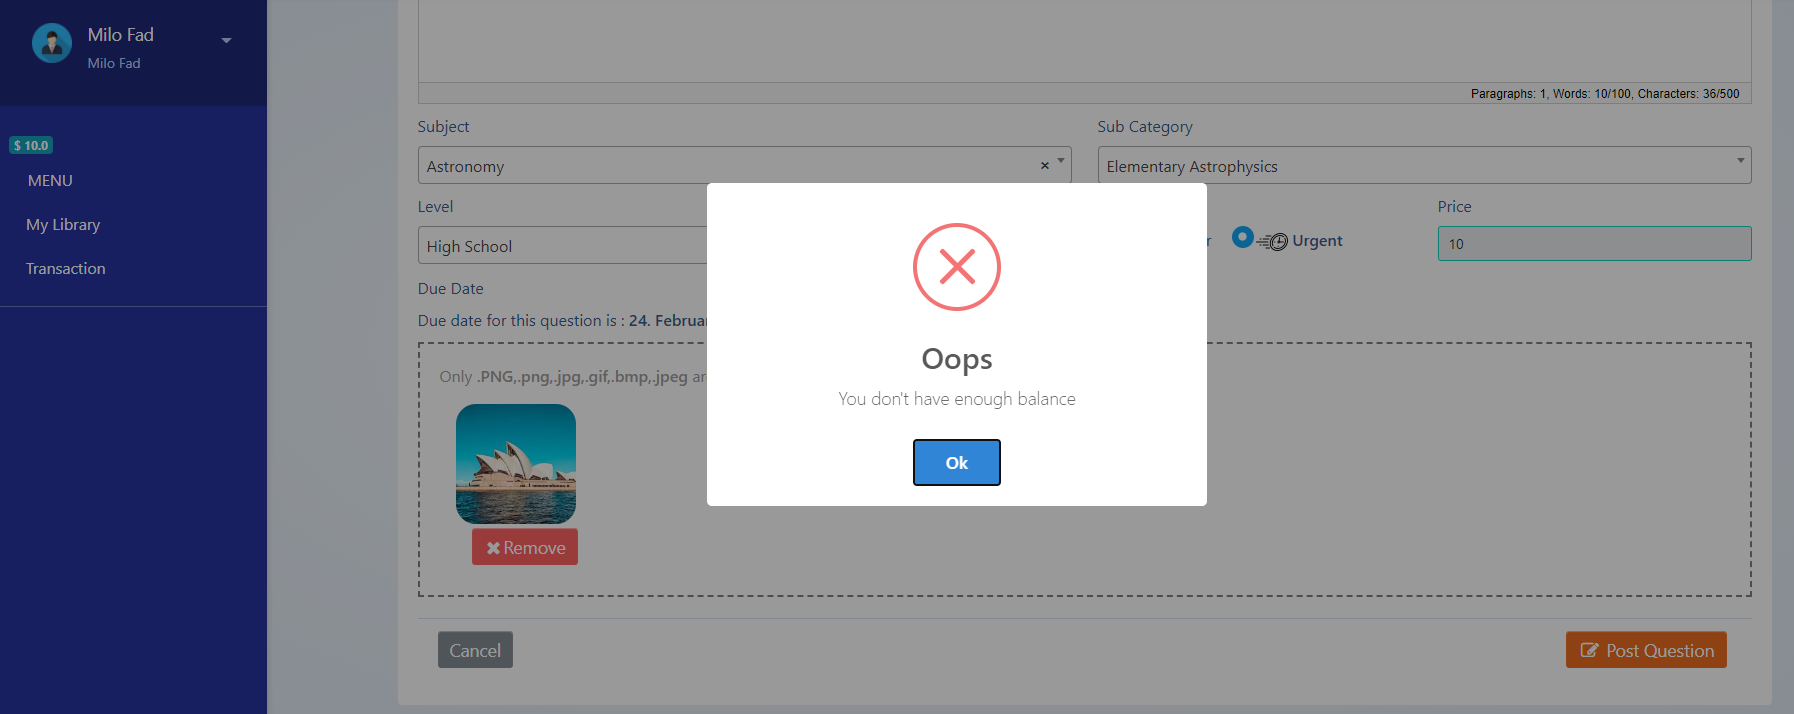 Milo Fad
Milo Fad
$ 10.0
MENU
My Library
Transaction
Paragraphs: 1, Words: 10/100, Characters: 36/500
Subject
Sub Category
Astronomy ×
Elementary Astrophysics
Level
Price
High School
r
Urgent
10
Due Date
Due date for this question is : 24. Februar
Only .PNG,.png,.jpg,.gif,.bmp,.jpeg ar
Oops
You don't have enough balance
Ok
Remove
Cancel
Post Question